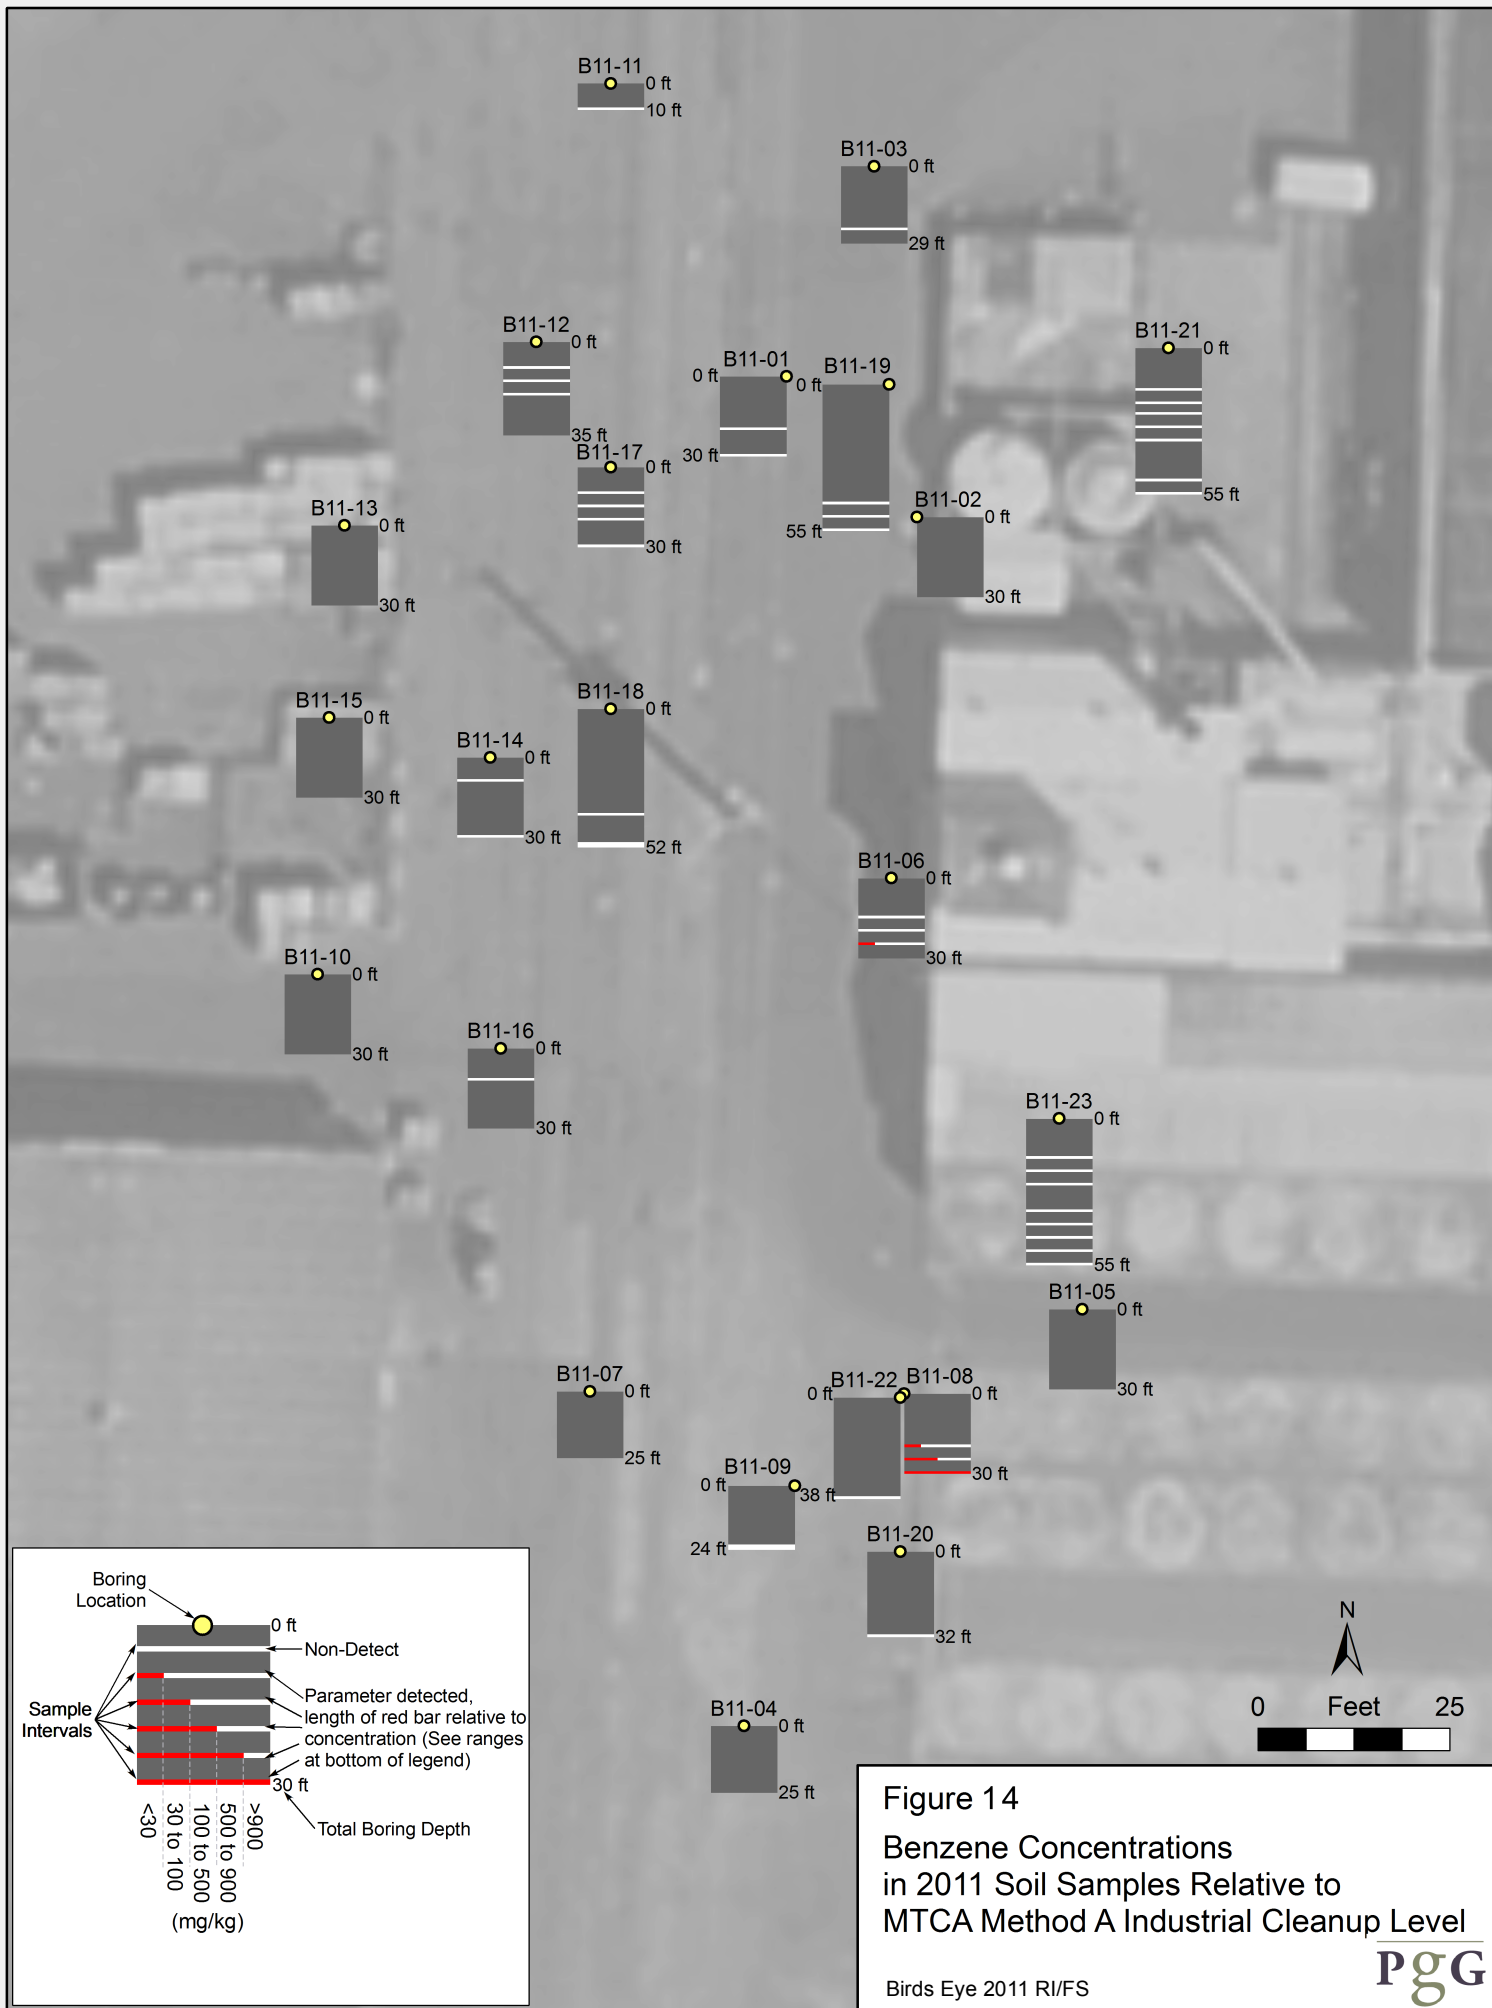 B11-11
0 ft
10 ft
B11-03
0 ft
29 ft
B11-12
0 ft
35 ft
B11-01
0 ft
30 ft
B11-19
0 ft
55 ft
B11-21
0 ft
55 ft
B11-17
0 ft
30 ft
B11-02
0 ft
30 ft
B11-13
0 ft
30 ft
B11-15
0 ft
30 ft
B11-18
0 ft
52 ft
B11-14
0 ft
30 ft
B11-06
0 ft
30 ft
B11-10
0 ft
30 ft
B11-16
0 ft
30 ft
B11-23
0 ft
55 ft
B11-05
0 ft
30 ft
B11-07
0 ft
25 ft
B11-22
0 ft
38 ft
B11-08
0 ft
30 ft
B11-09
0 ft
24 ft
B11-20
0 ft
32 ft
B11-04
0 ft
25 ft
Boring
Location
0 ft
Non-Detect
Sample
Intervals
Parameter detected,
length of red bar relative to
concentration (See ranges
at bottom of legend)
30 ft
Total Boring Depth
<30
30 to 100
100 to 500
500 to 900
>900
(mg/kg)
N
0 Feet 25
Figure 14
Benzene Concentrations
in 2011 Soil Samples Relative to
MTCA Method A Industrial Cleanup Level
Birds Eye 2011 RI/FS
PgG